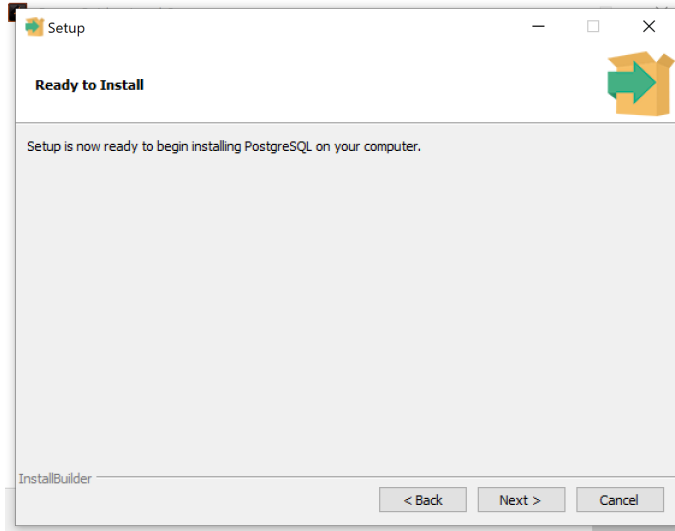 Setup
Ready to Install
Setup is now ready to begin installing PostgreSQL on your computer.
InstallBuilder
< Back Next > Cancel